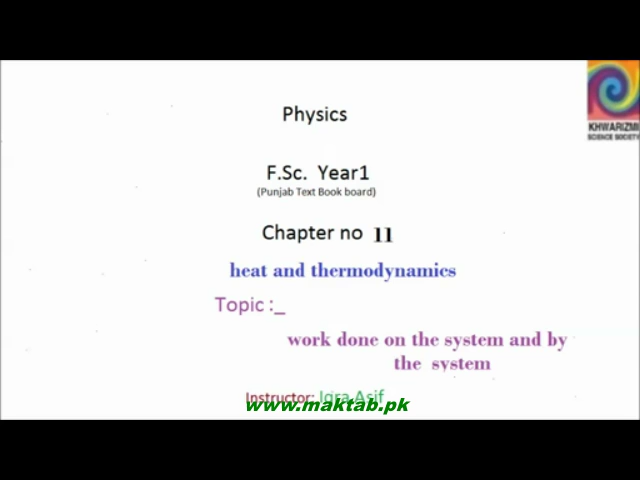 KHWARIZMI
SCIENCE SOCIETY
Physics
F.Sc. Year1
(Punjab Text Book board)
Chapter no 11
heat and thermodynamics
Topic :_
work done on the system and by
the system
Instructor: Iqra Asif
www.maktab.pk